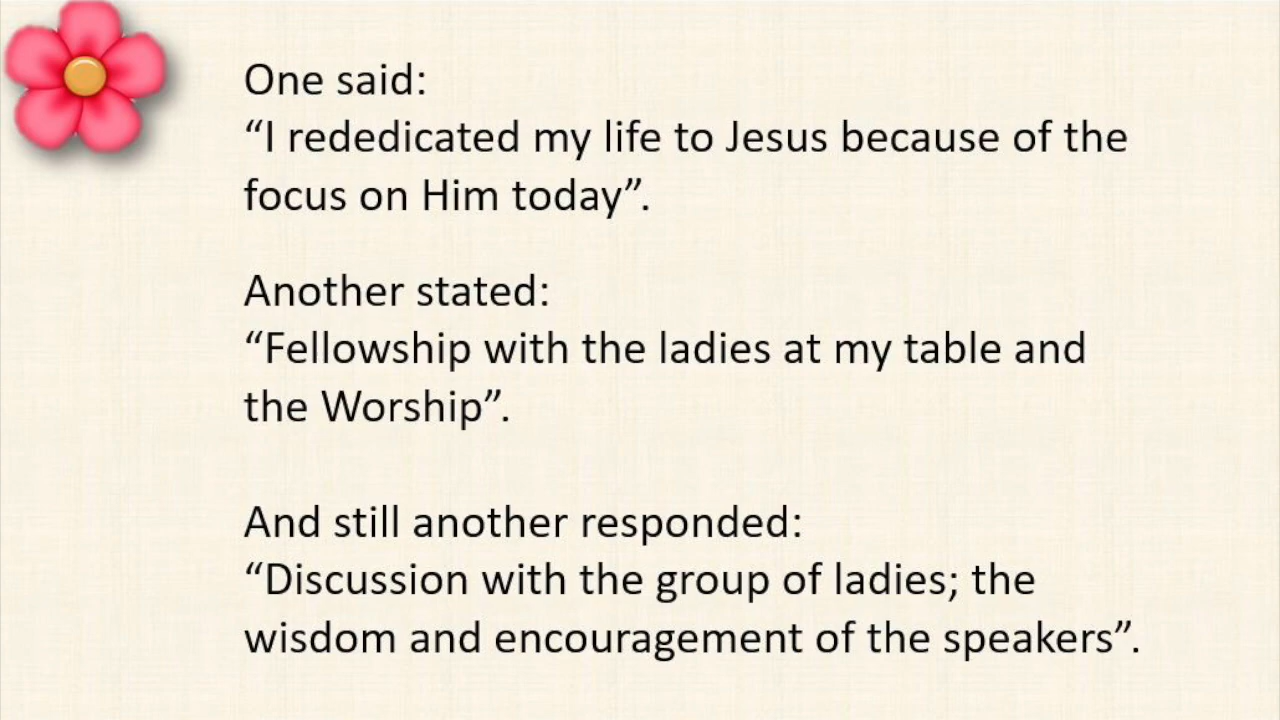 One said:
“I rededicated my life to Jesus because of the
focus on Him today”.
Another stated:
“Fellowship with the ladies at my table and
the Worship”.
And still another responded:
“Discussion with the group of ladies; the
wisdom and encouragement of the speakers”.